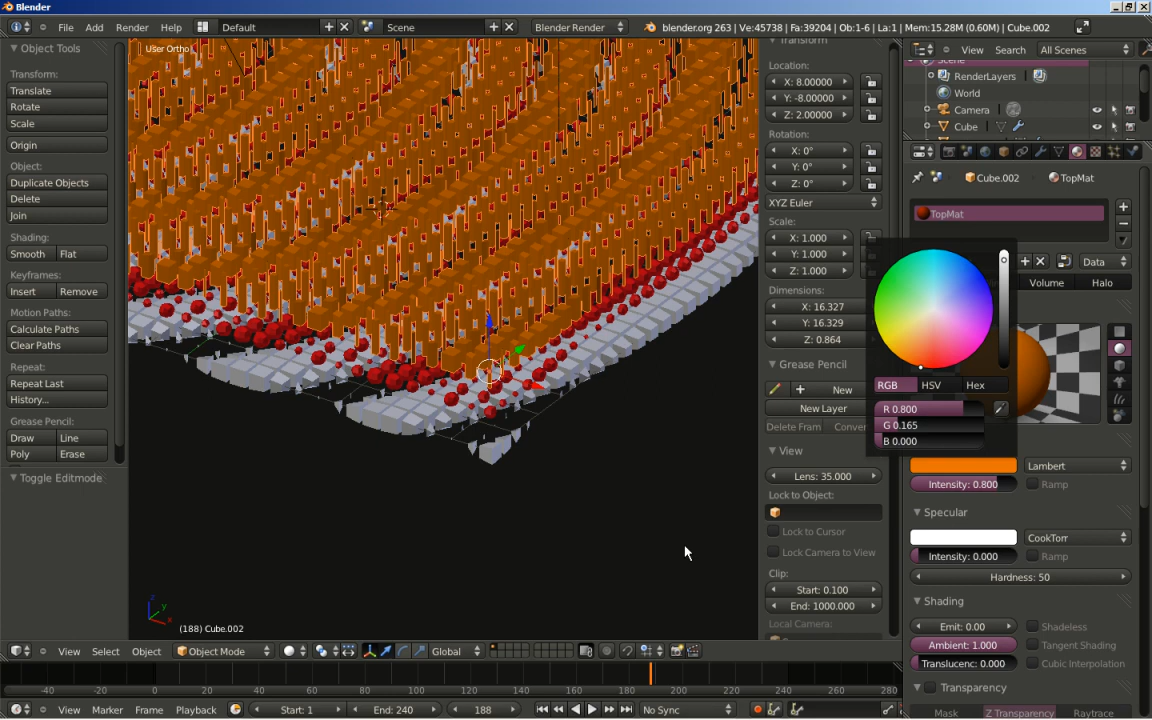 Blender
File Add Render Help Default Scene Blender Render blender.org 263 | Ve:45738 | Fa:39204 | Ob:1-6 | La:1 | Mem:15.28M (0.60M) | Cube.002
Object Tools
Transform:
Translate
Rotate
Scale
Origin
Object:
Duplicate Objects
Delete
Join
Shading:
Smooth Flat
Keyframes:
Insert Remove
Motion Paths:
Calculate Paths
Clear Paths
Repeat:
Repeat Last
History...
Grease Pencil:
Draw Line
Poly Erase
Toggle Editmode
User Ortho
z
y
x
(188) Cube.002
Transform
Location:
X: 8.00000
Y: -8.00000
Z: 2.00000
Rotation:
X: 0°
Y: 0°
Z: 0°
XYZ Euler
Scale:
X: 1.000
Y: 1.000
Z: 1.000
Dimensions:
X: 16.327
Y: 16.329
Z: 0.864
Grease Pencil
New
New Layer
Delete Fram Conver
View
Lens: 35.000
Lock to Object:
Lock to Cursor
Lock Camera to View
Clip:
Start: 0.100
End: 1000.000
Local Camera:
View Search All Scenes
Scene
RenderLayers
World
Camera
Cube
Cube.002 TopMat
TopMat
Data
Volume Halo
RGB HSV Hex
R 0.800
G 0.165
B 0.000
Lambert
Intensity: 0.800 Ramp
Specular
CookTorr
Intensity: 0.000 Ramp
Hardness: 50
Shading
Emit: 0.00 Shadeless
Ambient: 1.000 Tangent Shading
Translucenc: 0.000 Cubic Interpolation
Transparency
Mask Z Transparency Raytrace
View Select Object Object Mode Global
-40 -20 0 20 40 60 80 100 120 140 160 180 200 220 240 260 280
View Marker Frame Playback Start: 1 End: 240 188 No Sync